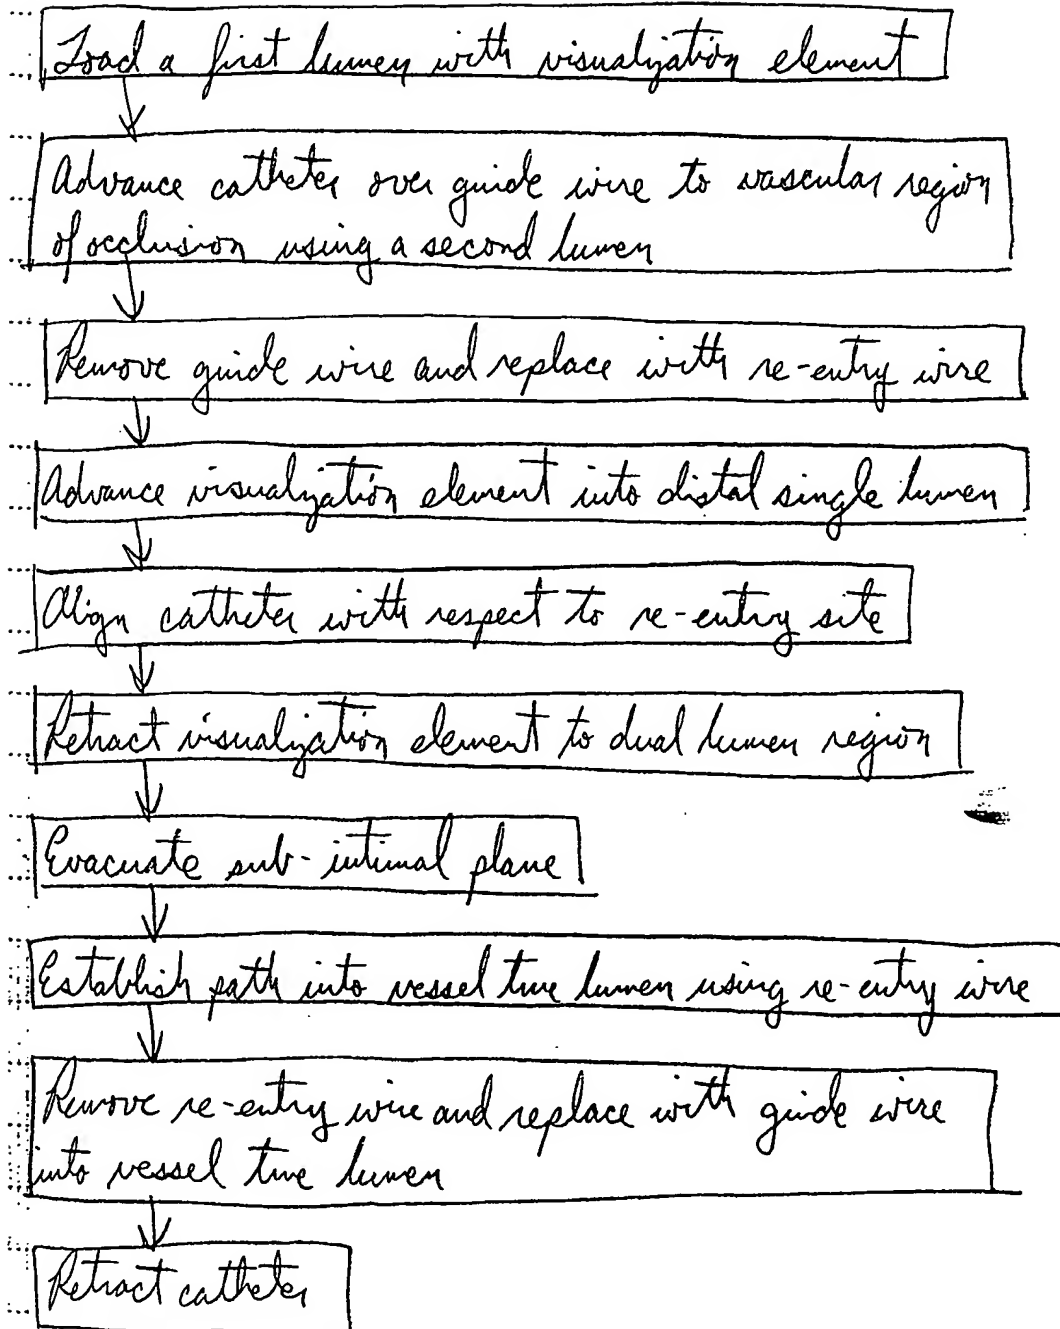 Load a first lumen with visualization element
Advance catheter over guide wire to vascular region
of occlusion using a second lumen
Remove guide wire and replace with re-entry wire
Advance visualization element into distal single lumen
Align catheter with respect to re-entry site
Retract visualization element to dual lumen region
Evacuate sub-intimal plane
Establish path into vessel true lumen using re-entry wire
Remove re-entry wire and replace with guide wire
into vessel true lumen
Retract catheter